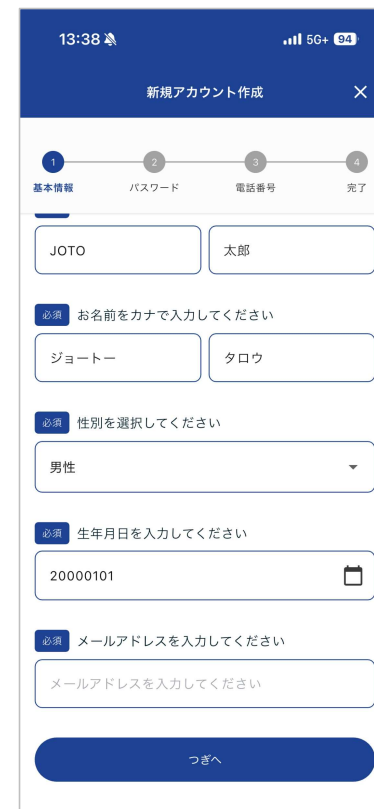 13:38 5G+ 94
新規アカウント作成
1 2 3 4
基本情報 パスワード 電話番号 完了
JOTO 太郎
必須 お名前をカナで入力してください
ジョートー タロウ
必須 性別を選択してください
男性
必須 生年月日を入力してください
20000101
必須 メールアドレスを入力してください
メールアドレスを入力してください
つぎへ